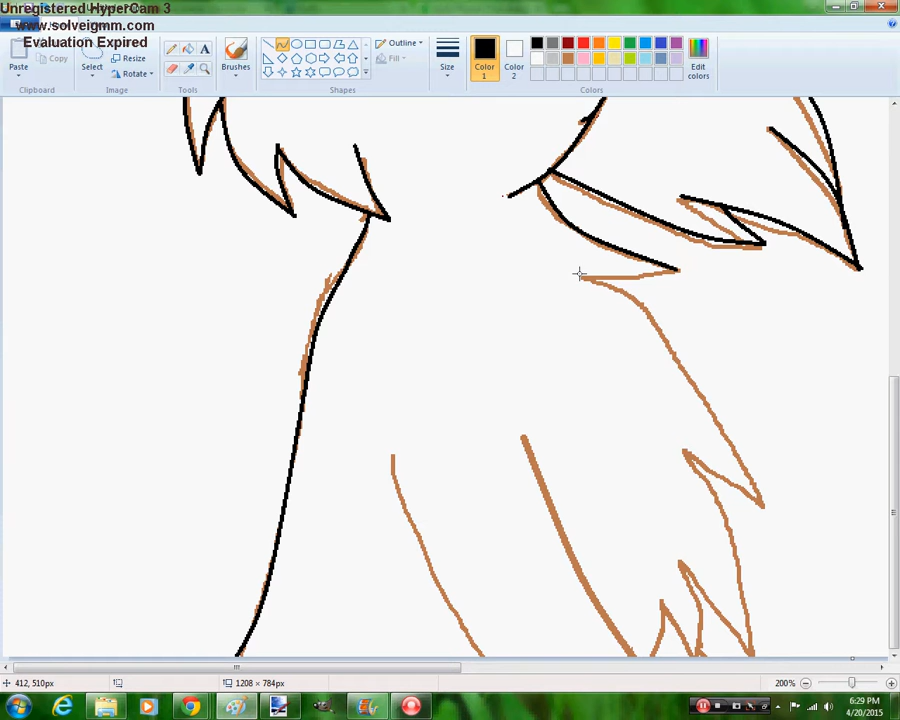 Unregistered HyperCam 3
www.solveigmm.com
Evaluation Expired
Paste
Copy
Select
Resize
Rotate
A
Brushes
Outline
Fill
Size
Color
1
Color
2
Edit
colors
Clipboard
Image
Tools
Shapes
Colors
412, 510px
1208 × 784px
200%
6:29 PM
4/20/2015